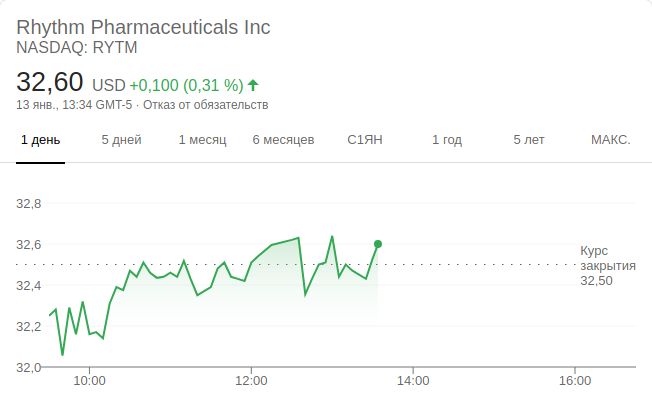 Rhythm Pharmaceuticals Inc
NASDAQ: RYTM
32,60 USD +0,100 (0,31 %)
13 янв., 13:34 GMT-5 · Отказ от обязательств
1 день 5 дней 1 месяц 6 месяцев С1ЯН 1 год 5 лет МАКС.
32,8
32,6
Курс
закрытия
32,50
32,4
32,2
32,0
10:00 12:00 14:00 16:00